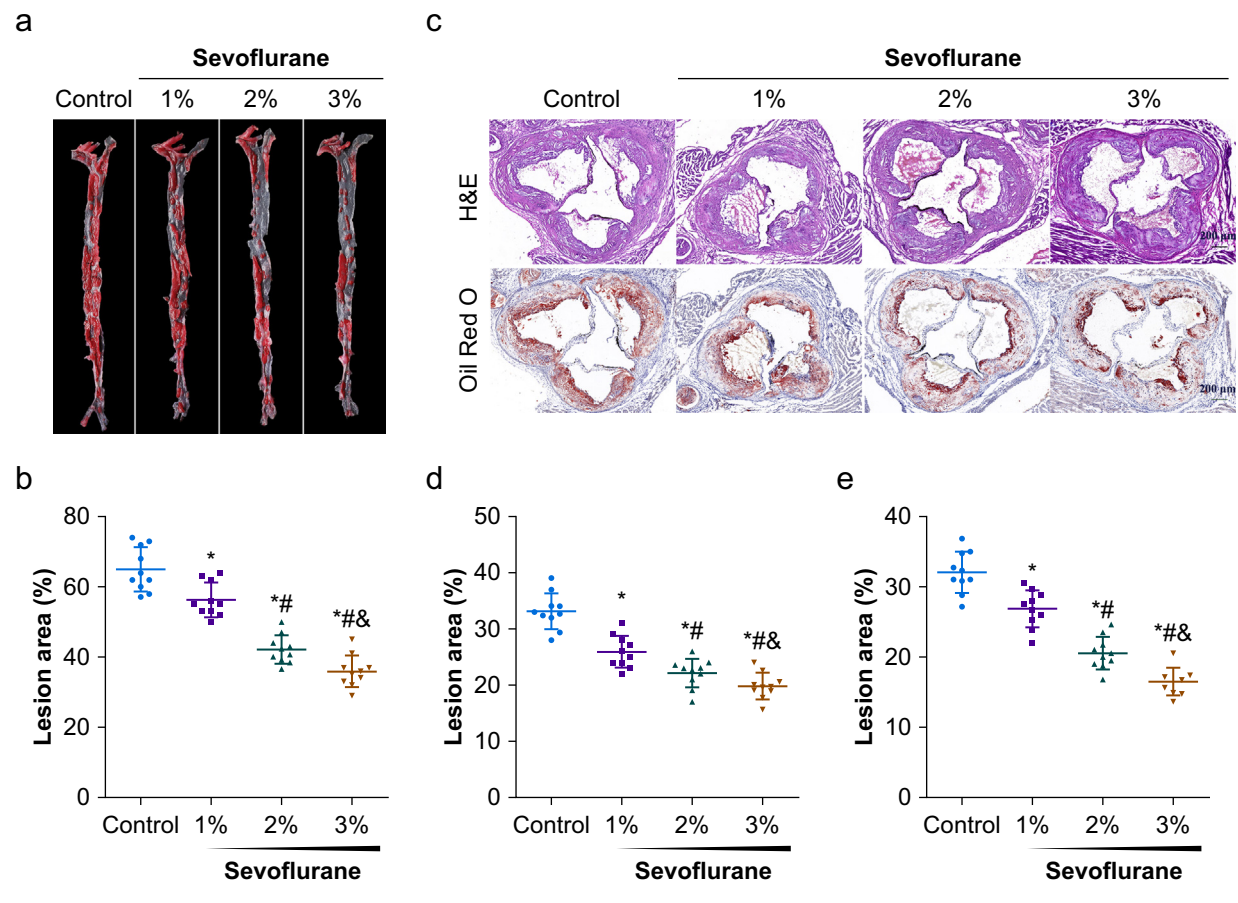 a
Sevoflurane
Control 1% 2% 3%
c
Sevoflurane
Control 1% 2% 3%
H&E
200 μm
Oil Red O
200 μm
b
Lesion area (%)
80
60
40
20
0
*
*#
*#&
Control 1% 2% 3%
Sevoflurane
d
Lesion area (%)
50
40
30
20
10
0
*
*#
*#&
Control 1% 2% 3%
Sevoflurane
e
Lesion area (%)
40
30
20
10
0
*
*#
*#&
Control 1% 2% 3%
Sevoflurane